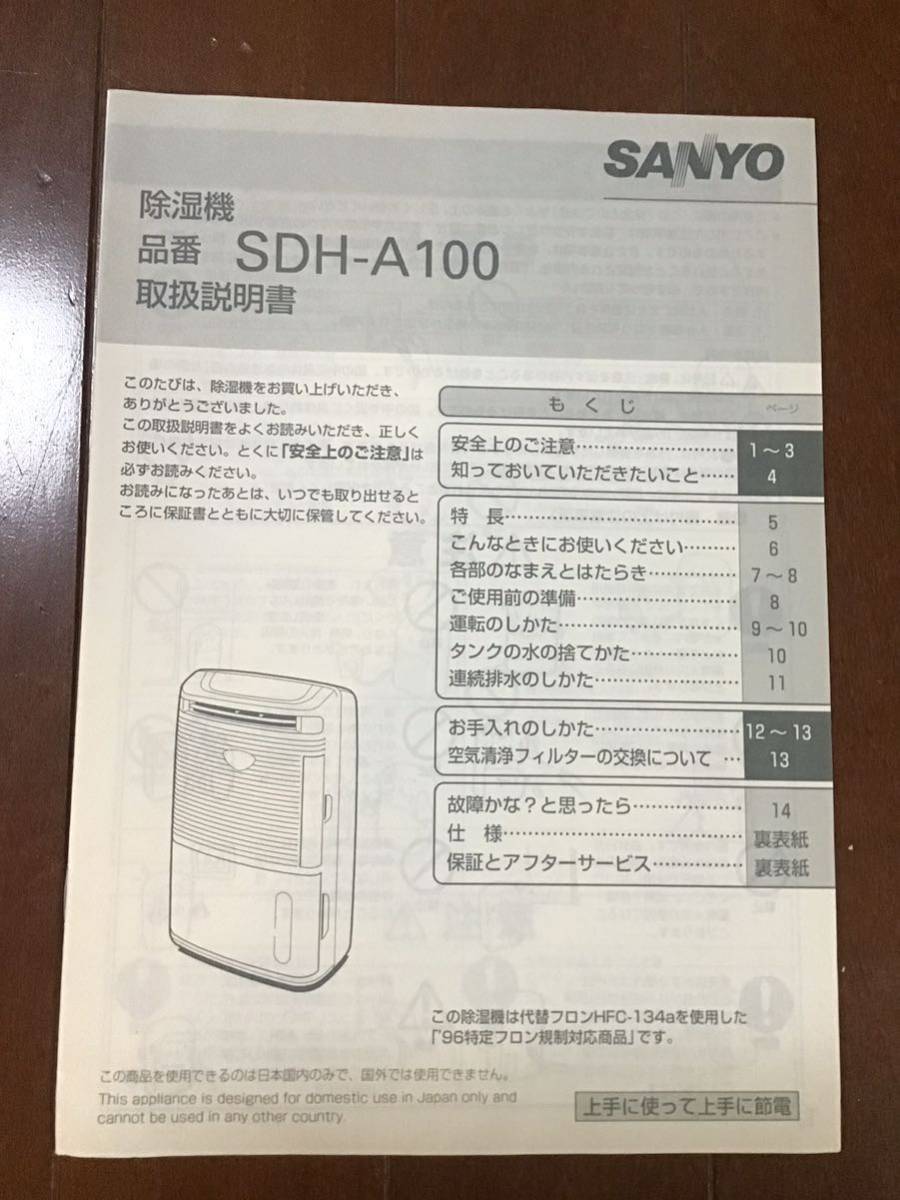 SANYO
除湿機
品番 SDH-A100
取扱説明書
このたびは、除湿機をお買い上げいただき、
ありがとうございました。
この取扱説明書をよくお読みいただき、正しく
お使いください。とくに「安全上のご注意」は
必ずお読みください。
お読みになったあとは、いつでも取り出せると
ころに保証書とともに大切に保管してください。
もくじ ページ
安全上のご注意………………………… 1～3
知っておいていただきたいこと…… 4
特 長…………………………………… 5
こんなときにお使いください……… 6
各部のなまえとはたらき…………… 7～8
ご使用前の準備……………………… 8
運転のしかた………………………… 9～10
タンクの水の捨てかた……………… 10
連続排水のしかた…………………… 11
お手入れのしかた…………………… 12～13
空気清浄フィルターの交換について … 13
故障かな？と思ったら……………… 14
仕 様…………………………………… 裏表紙
保証とアフターサービス…………… 裏表紙
この除湿機は代替フロンHFC-134aを使用した
「'96特定フロン規制対応商品」です。
この商品を使用できるのは日本国内のみで、国外では使用できません。
This appliance is designed for domestic use in Japan only and
cannot be used in any other country.
上手に使って上手に節電